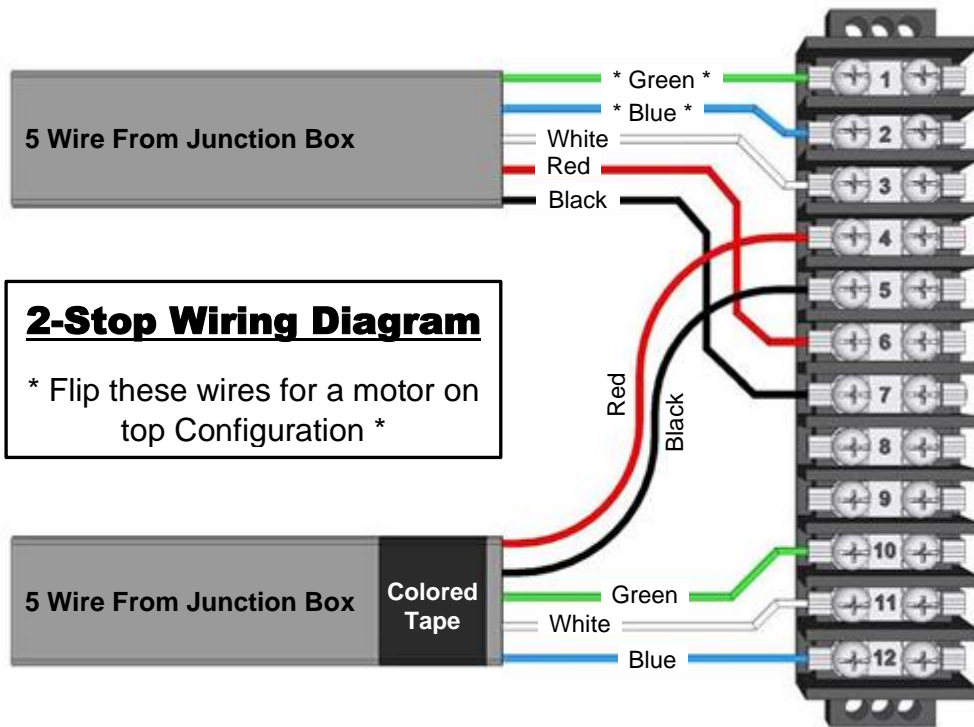 * Green *
* Blue *
White
Red
Black
5 Wire From Junction Box
2-Stop Wiring Diagram
* Flip these wires for a motor on
top Configuration *
Red
Black
5 Wire From Junction Box
Colored
Tape
Green
White
Blue
1
2
3
4
5
6
7
8
9
10
11
12